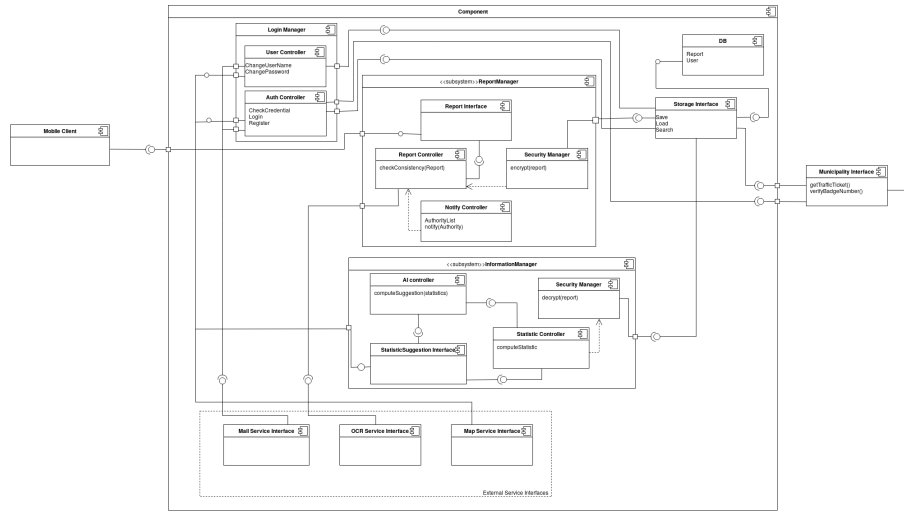 Component
Login Manager
User Controller
ChangeUserName
ChangePassword
Auth Controller
CheckCredential
Login
Register
Mobile Client
<<subsystem>>ReportManager
Report Interface
Report Controller
checkConsistency(Report)
Security Manager
encrypt(report)
Notify Controller
AuthorityList
notify(Authority)
DB
Report
User
Storage Interface
Save
Load
Search
Municipality Interface
getTrafficTicket()
verifyBadgeNumber()
<<subsystem>>InformationManager
AI controller
computeSuggestion(statistics)
Security Manager
decrypt(report)
Statistic Controller
computeStatistic
StatisticSuggestion Interface
Mail Service Interface
OCR Service Interface
Map Service Interface
External Service Interfaces